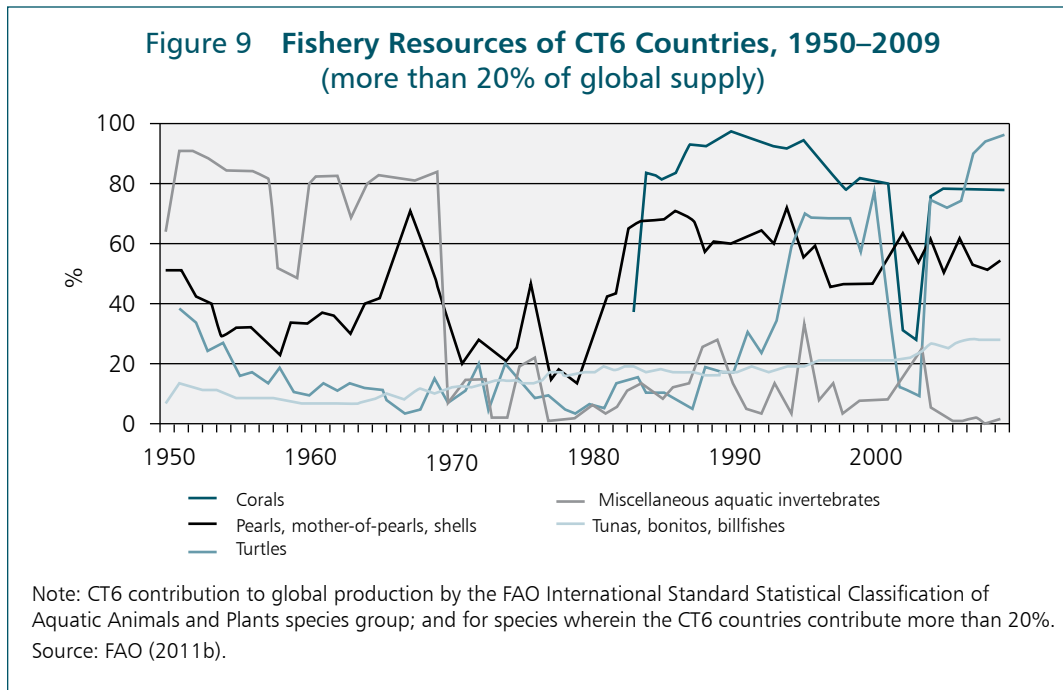 Figure 9 Fishery Resources of CT6 Countries, 1950–2009
(more than 20% of global supply)
100
80
60
%
40
20
0
1950 1960 1970 1980 1990 2000
Corals
Pearls, mother-of-pearls, shells
Turtles
Miscellaneous aquatic invertebrates
Tunas, bonitos, billfishes
Note: CT6 contribution to global production by the FAO International Standard Statistical Classification of
Aquatic Animals and Plants species group; and for species wherein the CT6 countries contribute more than 20%.
Source: FAO (2011b).